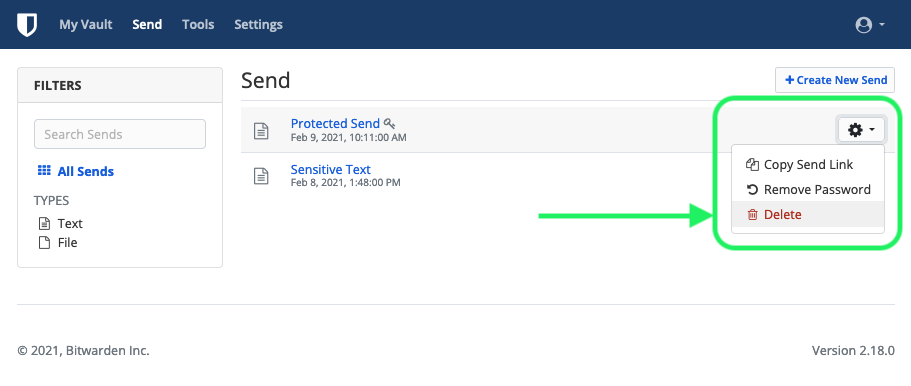 My Vault Send Tools Settings
FILTERS
Search Sends
All Sends
TYPES
Text
File
Send
+ Create New Send
Protected Send
Feb 9, 2021, 10:11:00 AM
Sensitive Text
Feb 8, 2021, 1:48:00 PM
Copy Send Link
Remove Password
Delete
© 2021, Bitwarden Inc.
Version 2.18.0